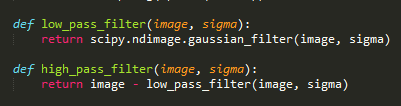 def low_pass_filter(image, sigma):
    return scipy.ndimage.gaussian_filter(image, sigma)
def high_pass_filter(image, sigma):
    return image - low_pass_filter(image, sigma)